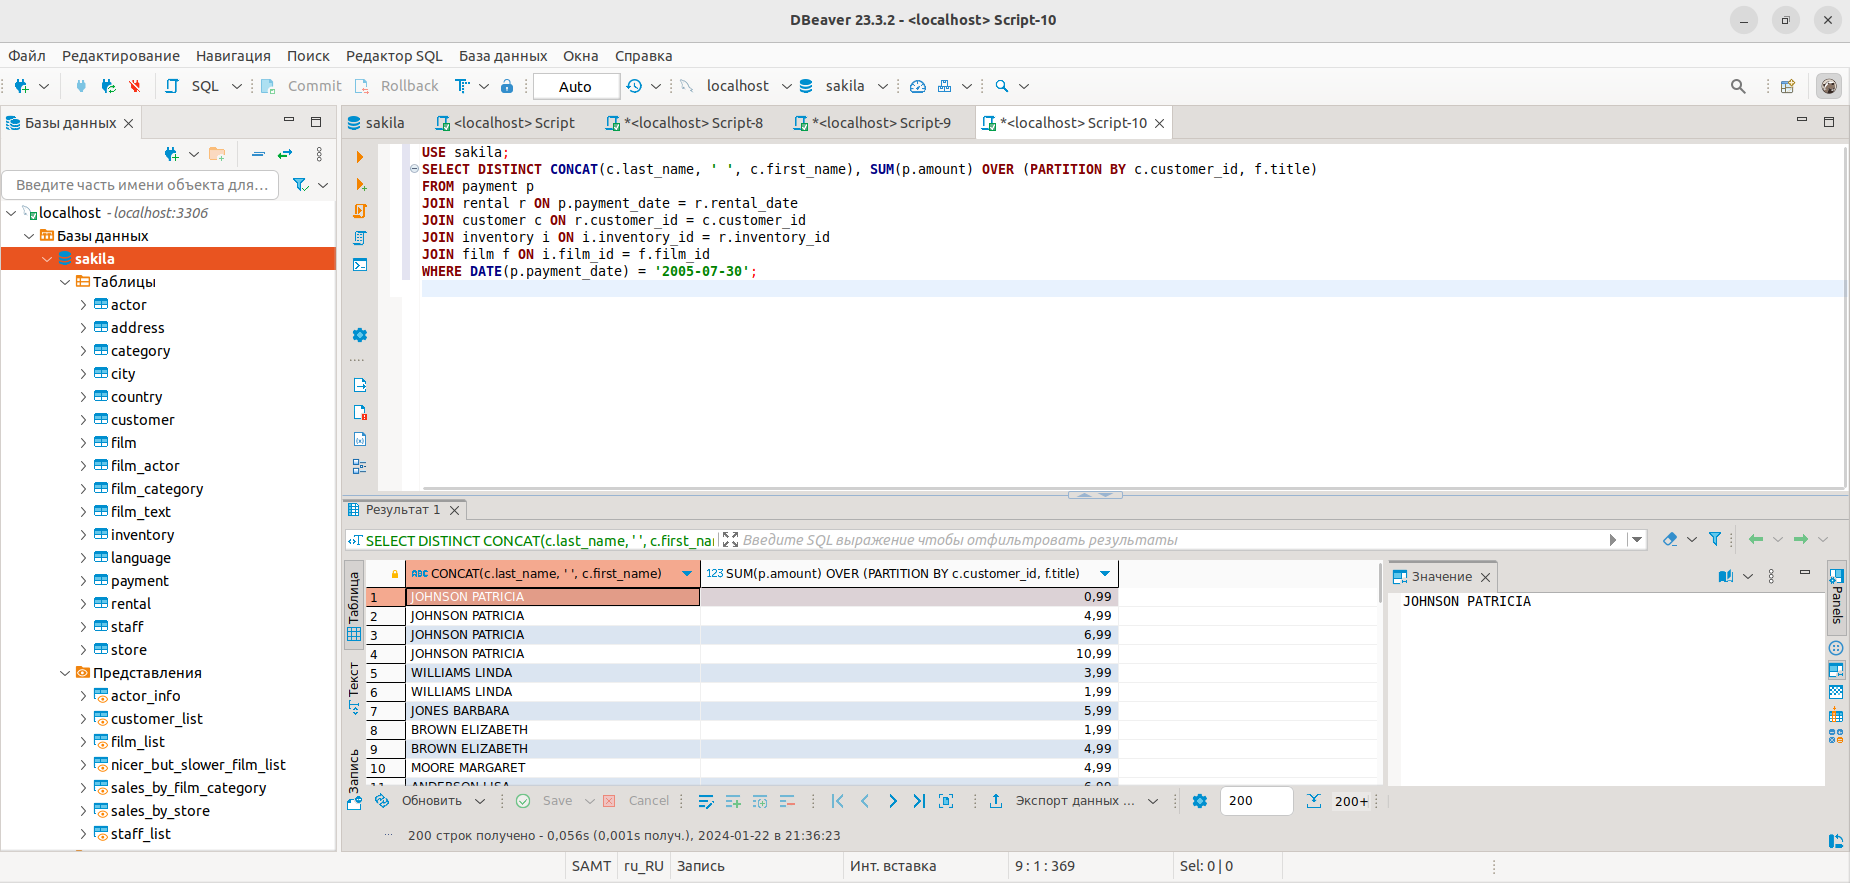 DBeaver 23.3.2 - <localhost> Script-10
Файл Редактирование Навигация Поиск Редактор SQL База данных Окна Справка
SQL Commit Rollback Auto localhost sakila
Базы данных
sakila <localhost> Script *<localhost> Script-8 *<localhost> Script-9 *<localhost> Script-10
Введите часть имени объекта для...
localhost - localhost:3306
Базы данных
sakila
Таблицы
actor
address
category
city
country
customer
film
film_actor
film_category
film_text
inventory
language
payment
rental
staff
store
Представления
actor_info
customer_list
film_list
nicer_but_slower_film_list
sales_by_film_category
sales_by_store
staff_list
USE sakila;
SELECT DISTINCT CONCAT(c.last_name, ' ', c.first_name), SUM(p.amount) OVER (PARTITION BY c.customer_id, f.title)
FROM payment p
JOIN rental r ON p.payment_date = r.rental_date
JOIN customer c ON r.customer_id = c.customer_id
JOIN inventory i ON i.inventory_id = r.inventory_id
JOIN film f ON i.film_id = f.film_id
WHERE DATE(p.payment_date) = '2005-07-30';
Результат 1
SELECT DISTINCT CONCAT(c.last_name, ' ', c.first_nam Введите SQL выражение чтобы отфильтровать результаты
Таблица
Текст
Запись
ABC CONCAT(c.last_name, ' ', c.first_name) 123 SUM(p.amount) OVER (PARTITION BY c.customer_id, f.title)
1 JOHNSON PATRICIA 0,99
2 JOHNSON PATRICIA 4,99
3 JOHNSON PATRICIA 6,99
4 JOHNSON PATRICIA 10,99
5 WILLIAMS LINDA 3,99
6 WILLIAMS LINDA 1,99
7 JONES BARBARA 5,99
8 BROWN ELIZABETH 1,99
9 BROWN ELIZABETH 4,99
10 MOORE MARGARET 4,99
11 ANDERSON LISA 6,99
Значение
JOHNSON PATRICIA
Panels
Обновить Save Cancel Экспорт данных ... 200 200+
200 строк получено - 0,056s (0,001s получ.), 2024-01-22 в 21:36:23
SAMT ru_RU Запись Инт. вставка 9 : 1 : 369 Sel: 0 | 0